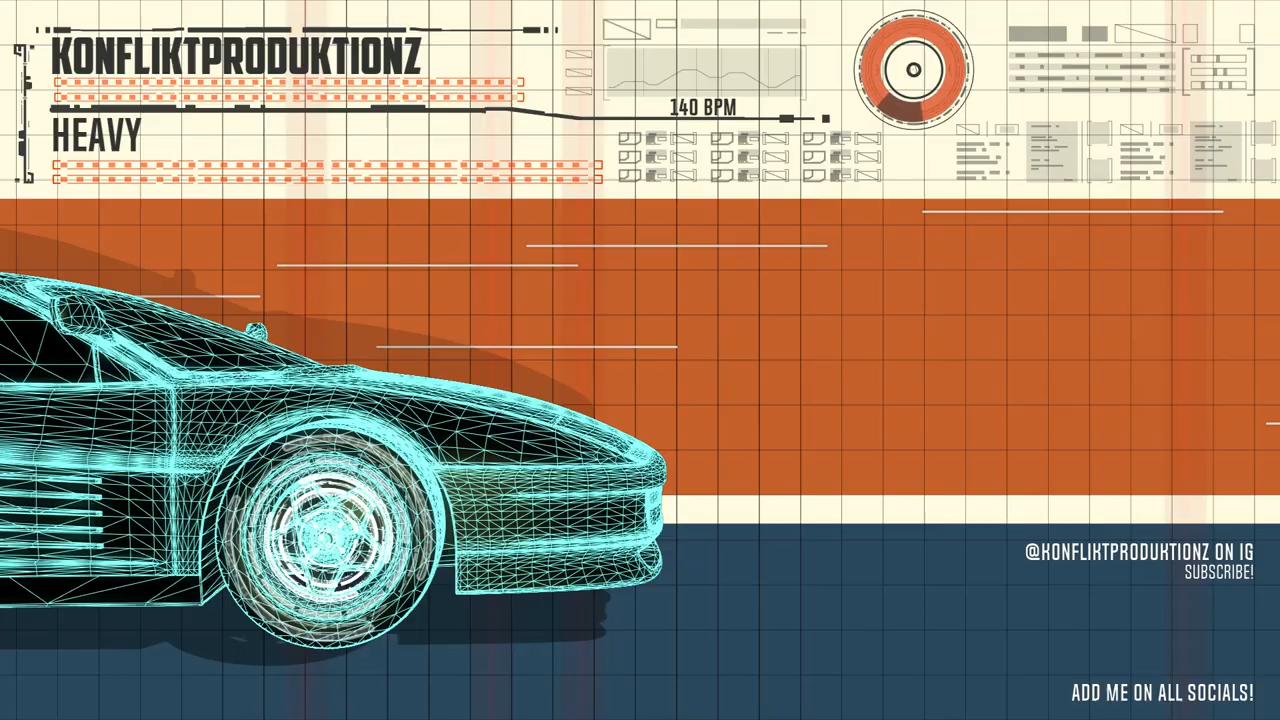 KONFLIKTPRODUKTIONZ
140 BPM
HEAVY
@KONFLIKTPRODUKTIONZ ON IG
SUBSCRIBE!
ADD ME ON ALL SOCIALS!